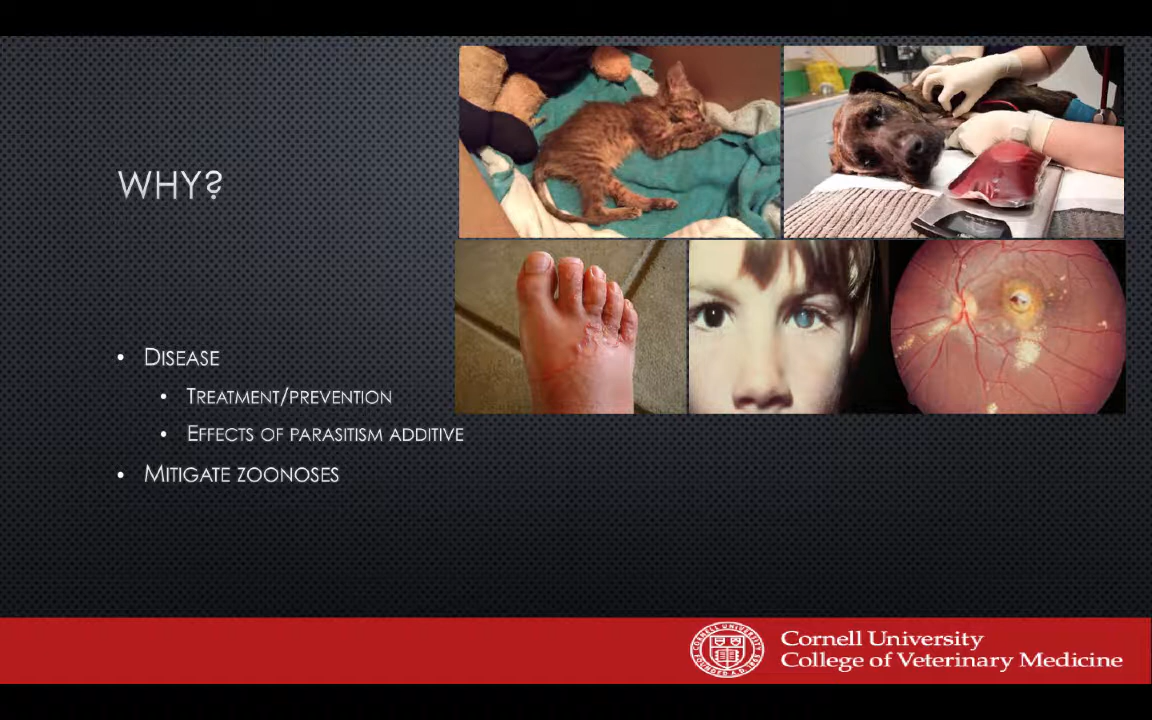 WHY?
• DISEASE
• TREATMENT/PREVENTION
• EFFECTS OF PARASITISM ADDITIVE
• MITIGATE ZOONOSES
Cornell University
College of Veterinary Medicine